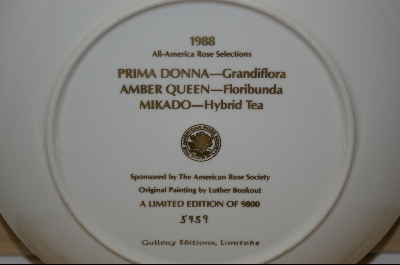 1988
All-America Rose Selections
PRIMA DONNA—Grandiflora
AMBER QUEEN—Floribunda
MIKADO—Hybrid Tea
Sponsored by The American Rose Society
Original Painting by Luther Bookout
A LIMITED EDITION OF 9800
5959
Gallery Editions, Limited®